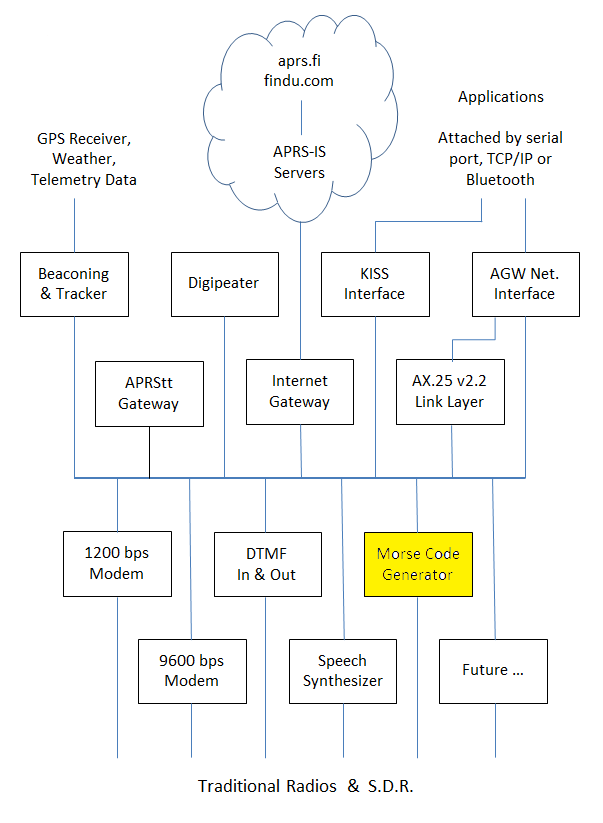 aprs.fi
findu.com
APRS-IS
Servers
Applications
Attached by serial
port, TCP/IP or
Bluetooth
GPS Receiver,
Weather,
Telemetry Data
Beaconing
& Tracker
Digipeater
KISS
Interface
AGW Net.
Interface
APRStt
Gateway
Internet
Gateway
AX.25 v2.2
Link Layer
1200 bps
Modem
DTMF
In & Out
Morse Code
Generator
9600 bps
Modem
Speech
Synthesizer
Future ...
Traditional Radios & S.D.R.